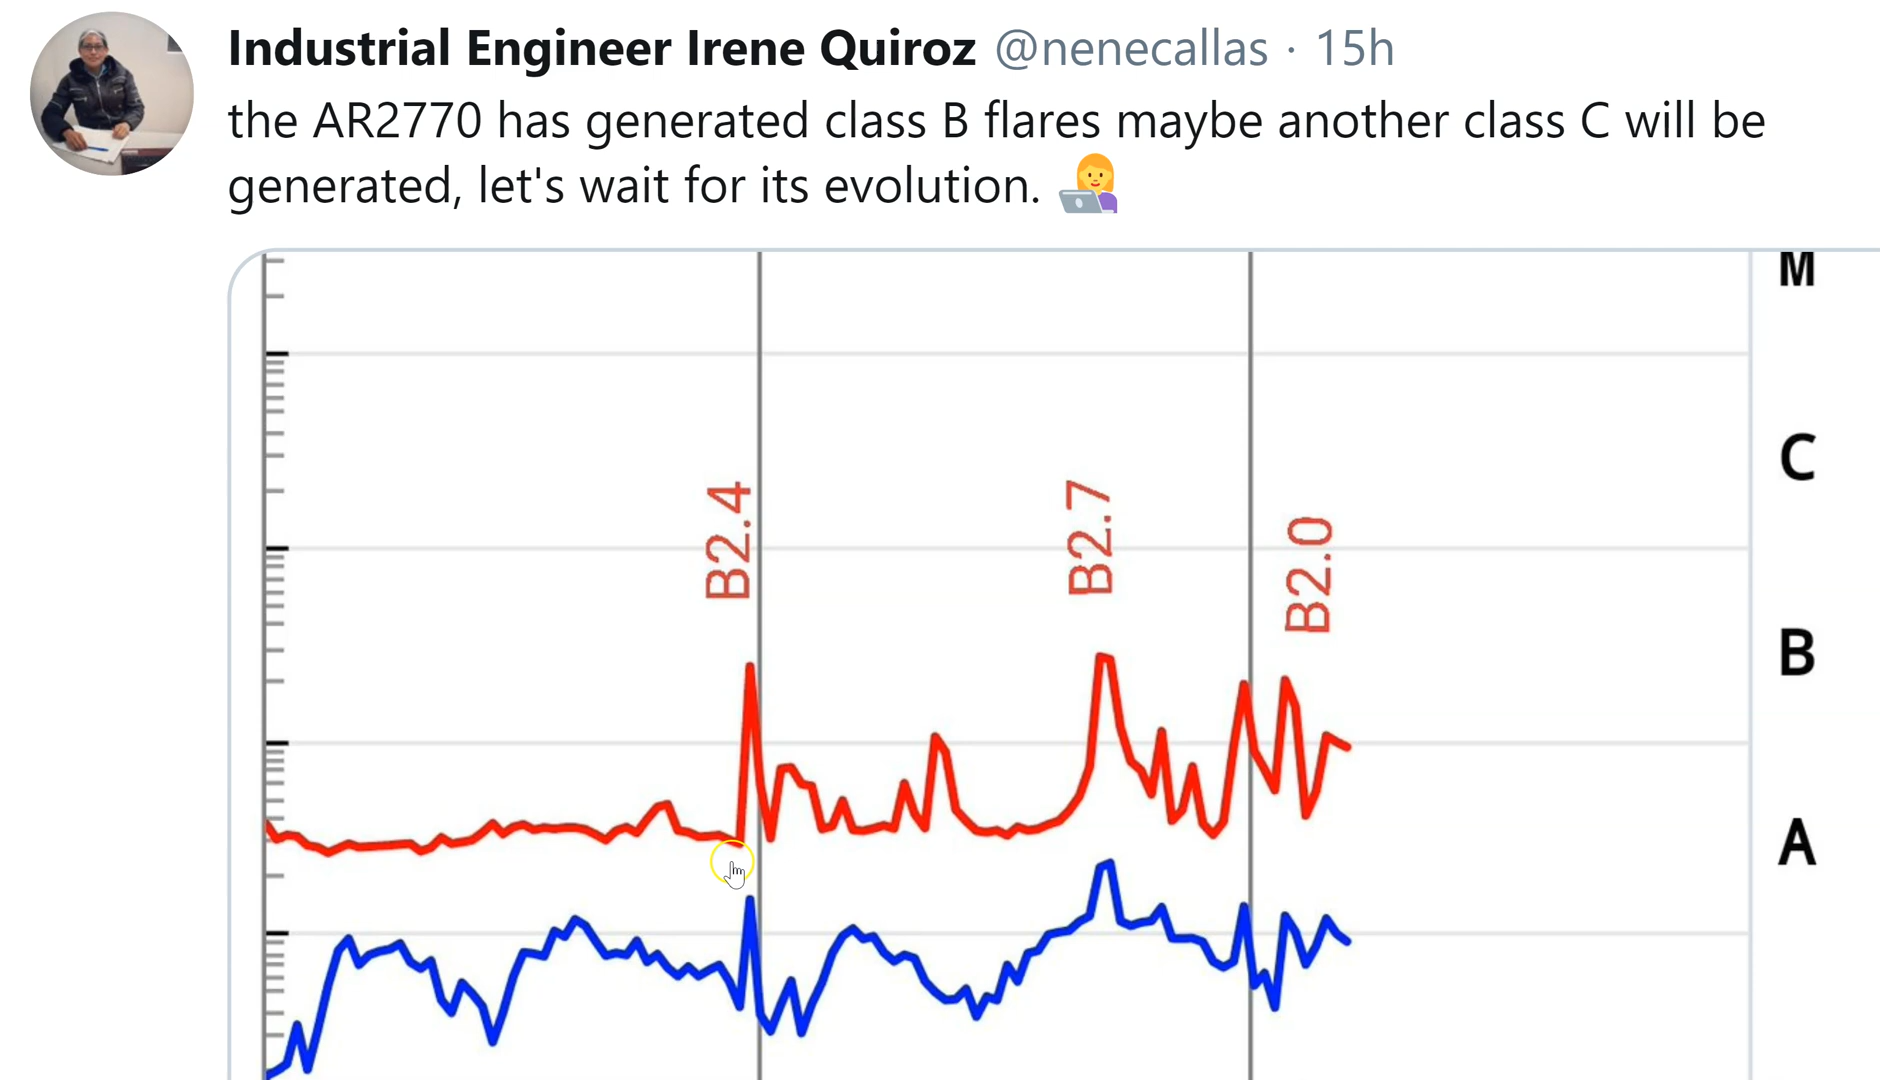 Industrial Engineer Irene Quiroz @nenecallas · 15h
the AR2770 has generated class B flares maybe another class C will be
generated, let's wait for its evolution. 👩‍💻
M
C
B2.4
B2.7
B2.0
B
A